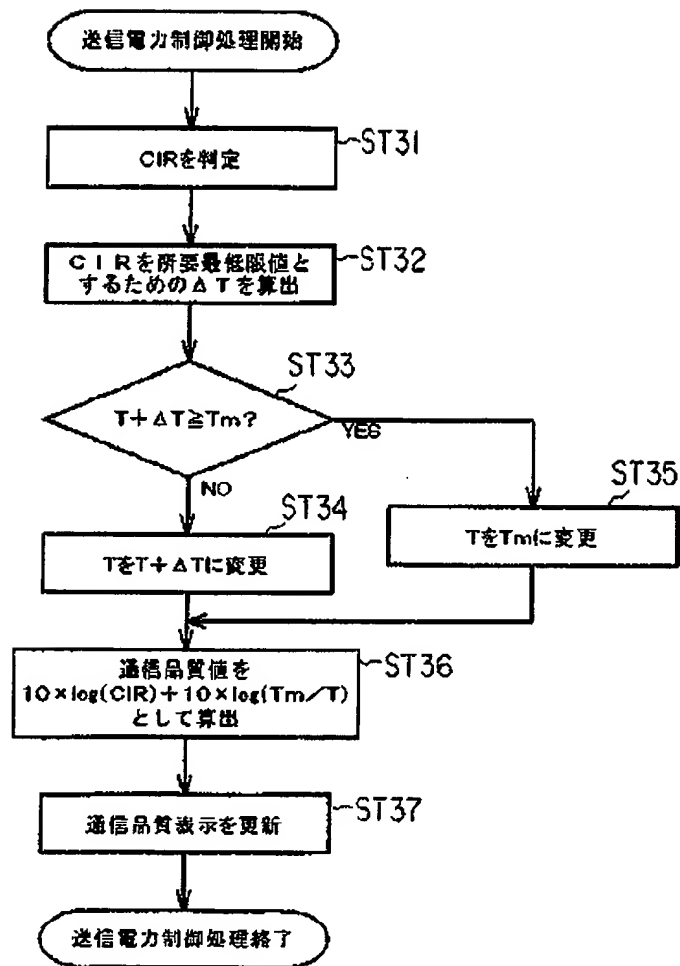 送信電力制御処理開始
CIRを判定
ST31
CIRを所要最低限値と
するためのΔTを算出
ST32
ST33
T+ΔT≧Tm?
YES
NO
ST34
TをT+ΔTに変更
ST35
TをTmに変更
通信品質値を
10×log(CIR)+10×log(Tm/T)
として算出
ST36
通信品質表示を更新
ST37
送信電力制御処理終了